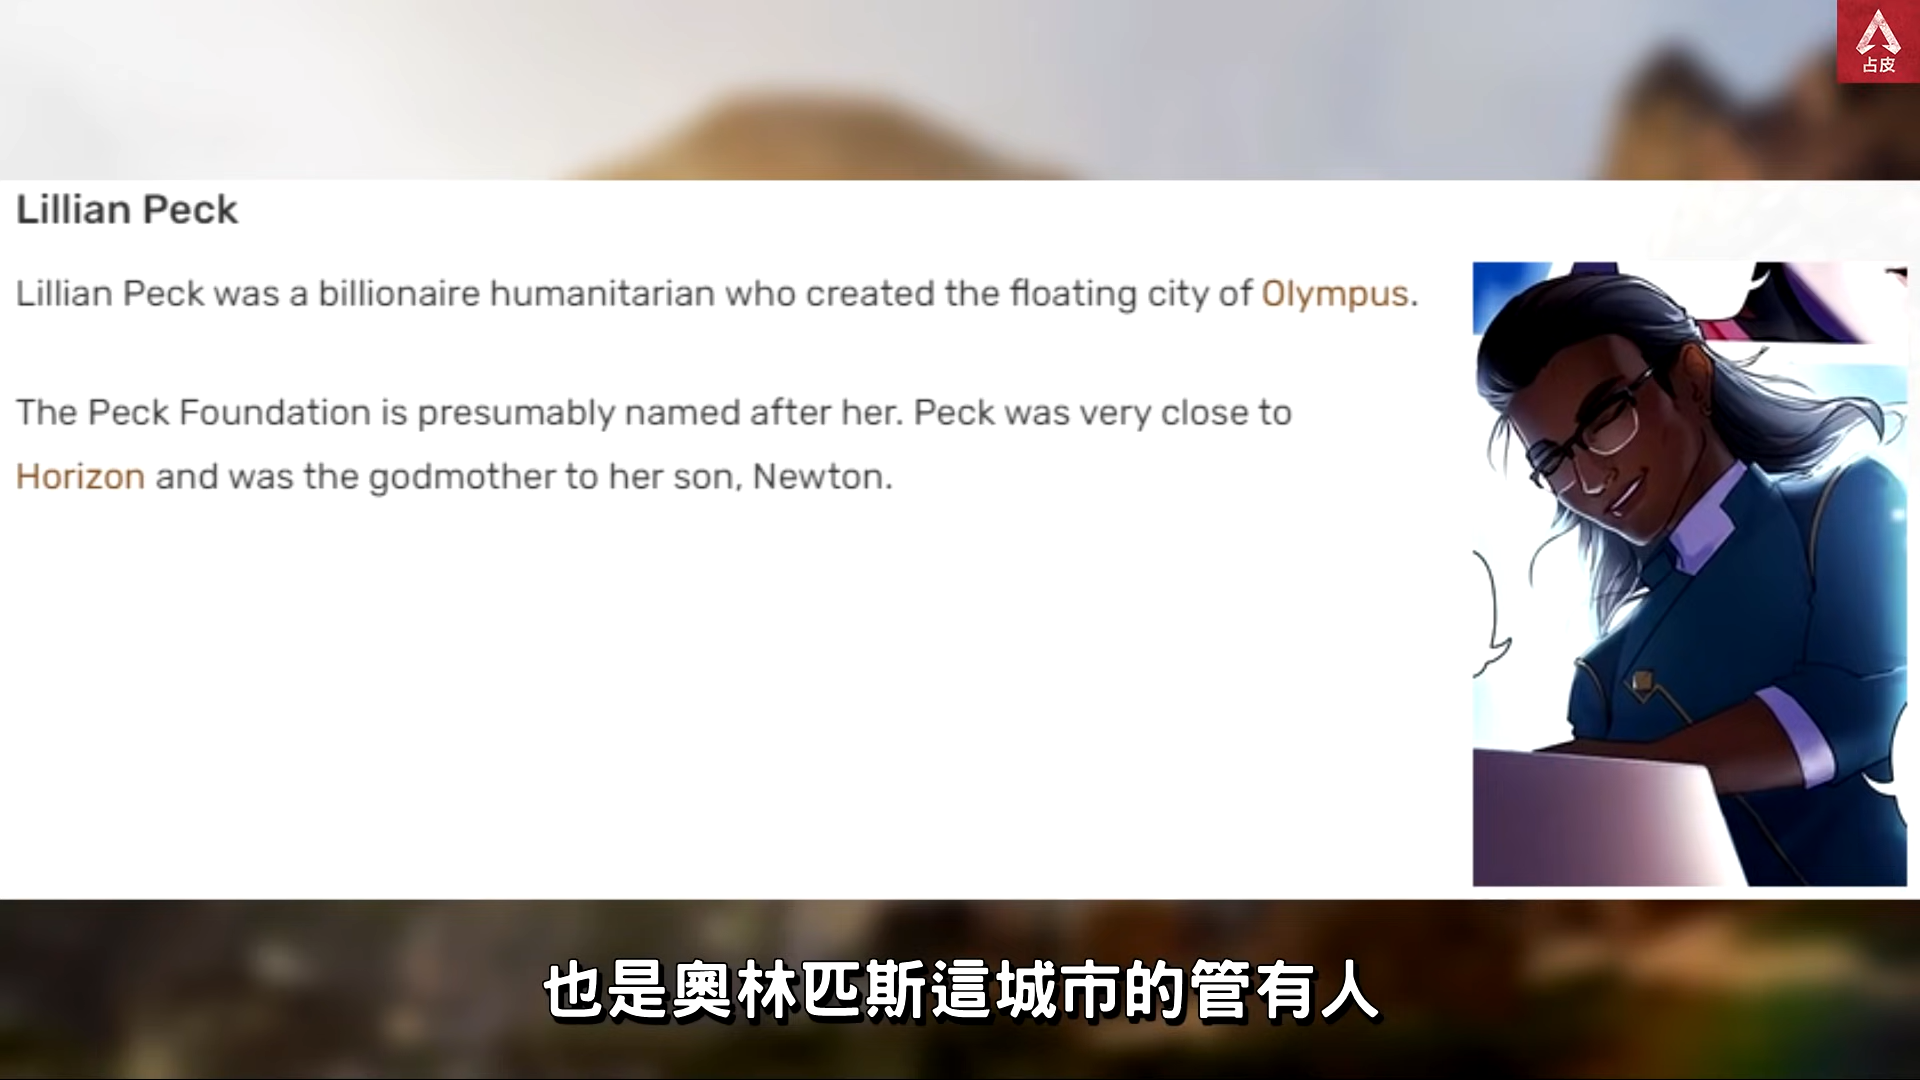 占皮
Lillian Peck
Lillian Peck was a billionaire humanitarian who created the floating city of Olympus.
The Peck Foundation is presumably named after her. Peck was very close to
Horizon and was the godmother to her son, Newton.
也是奧林匹斯這城市的管有人